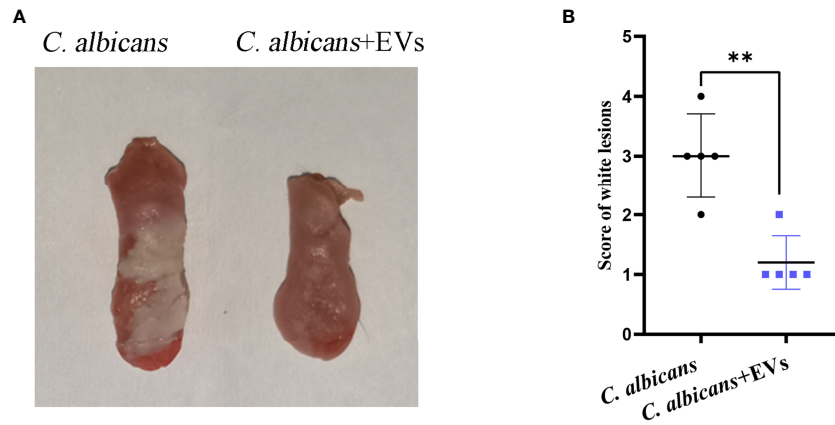 A
C. albicans
C. albicans+EVs
B
Score of white lesions
5
4
3
2
1
0
**
C. albicans
C. albicans+EVs